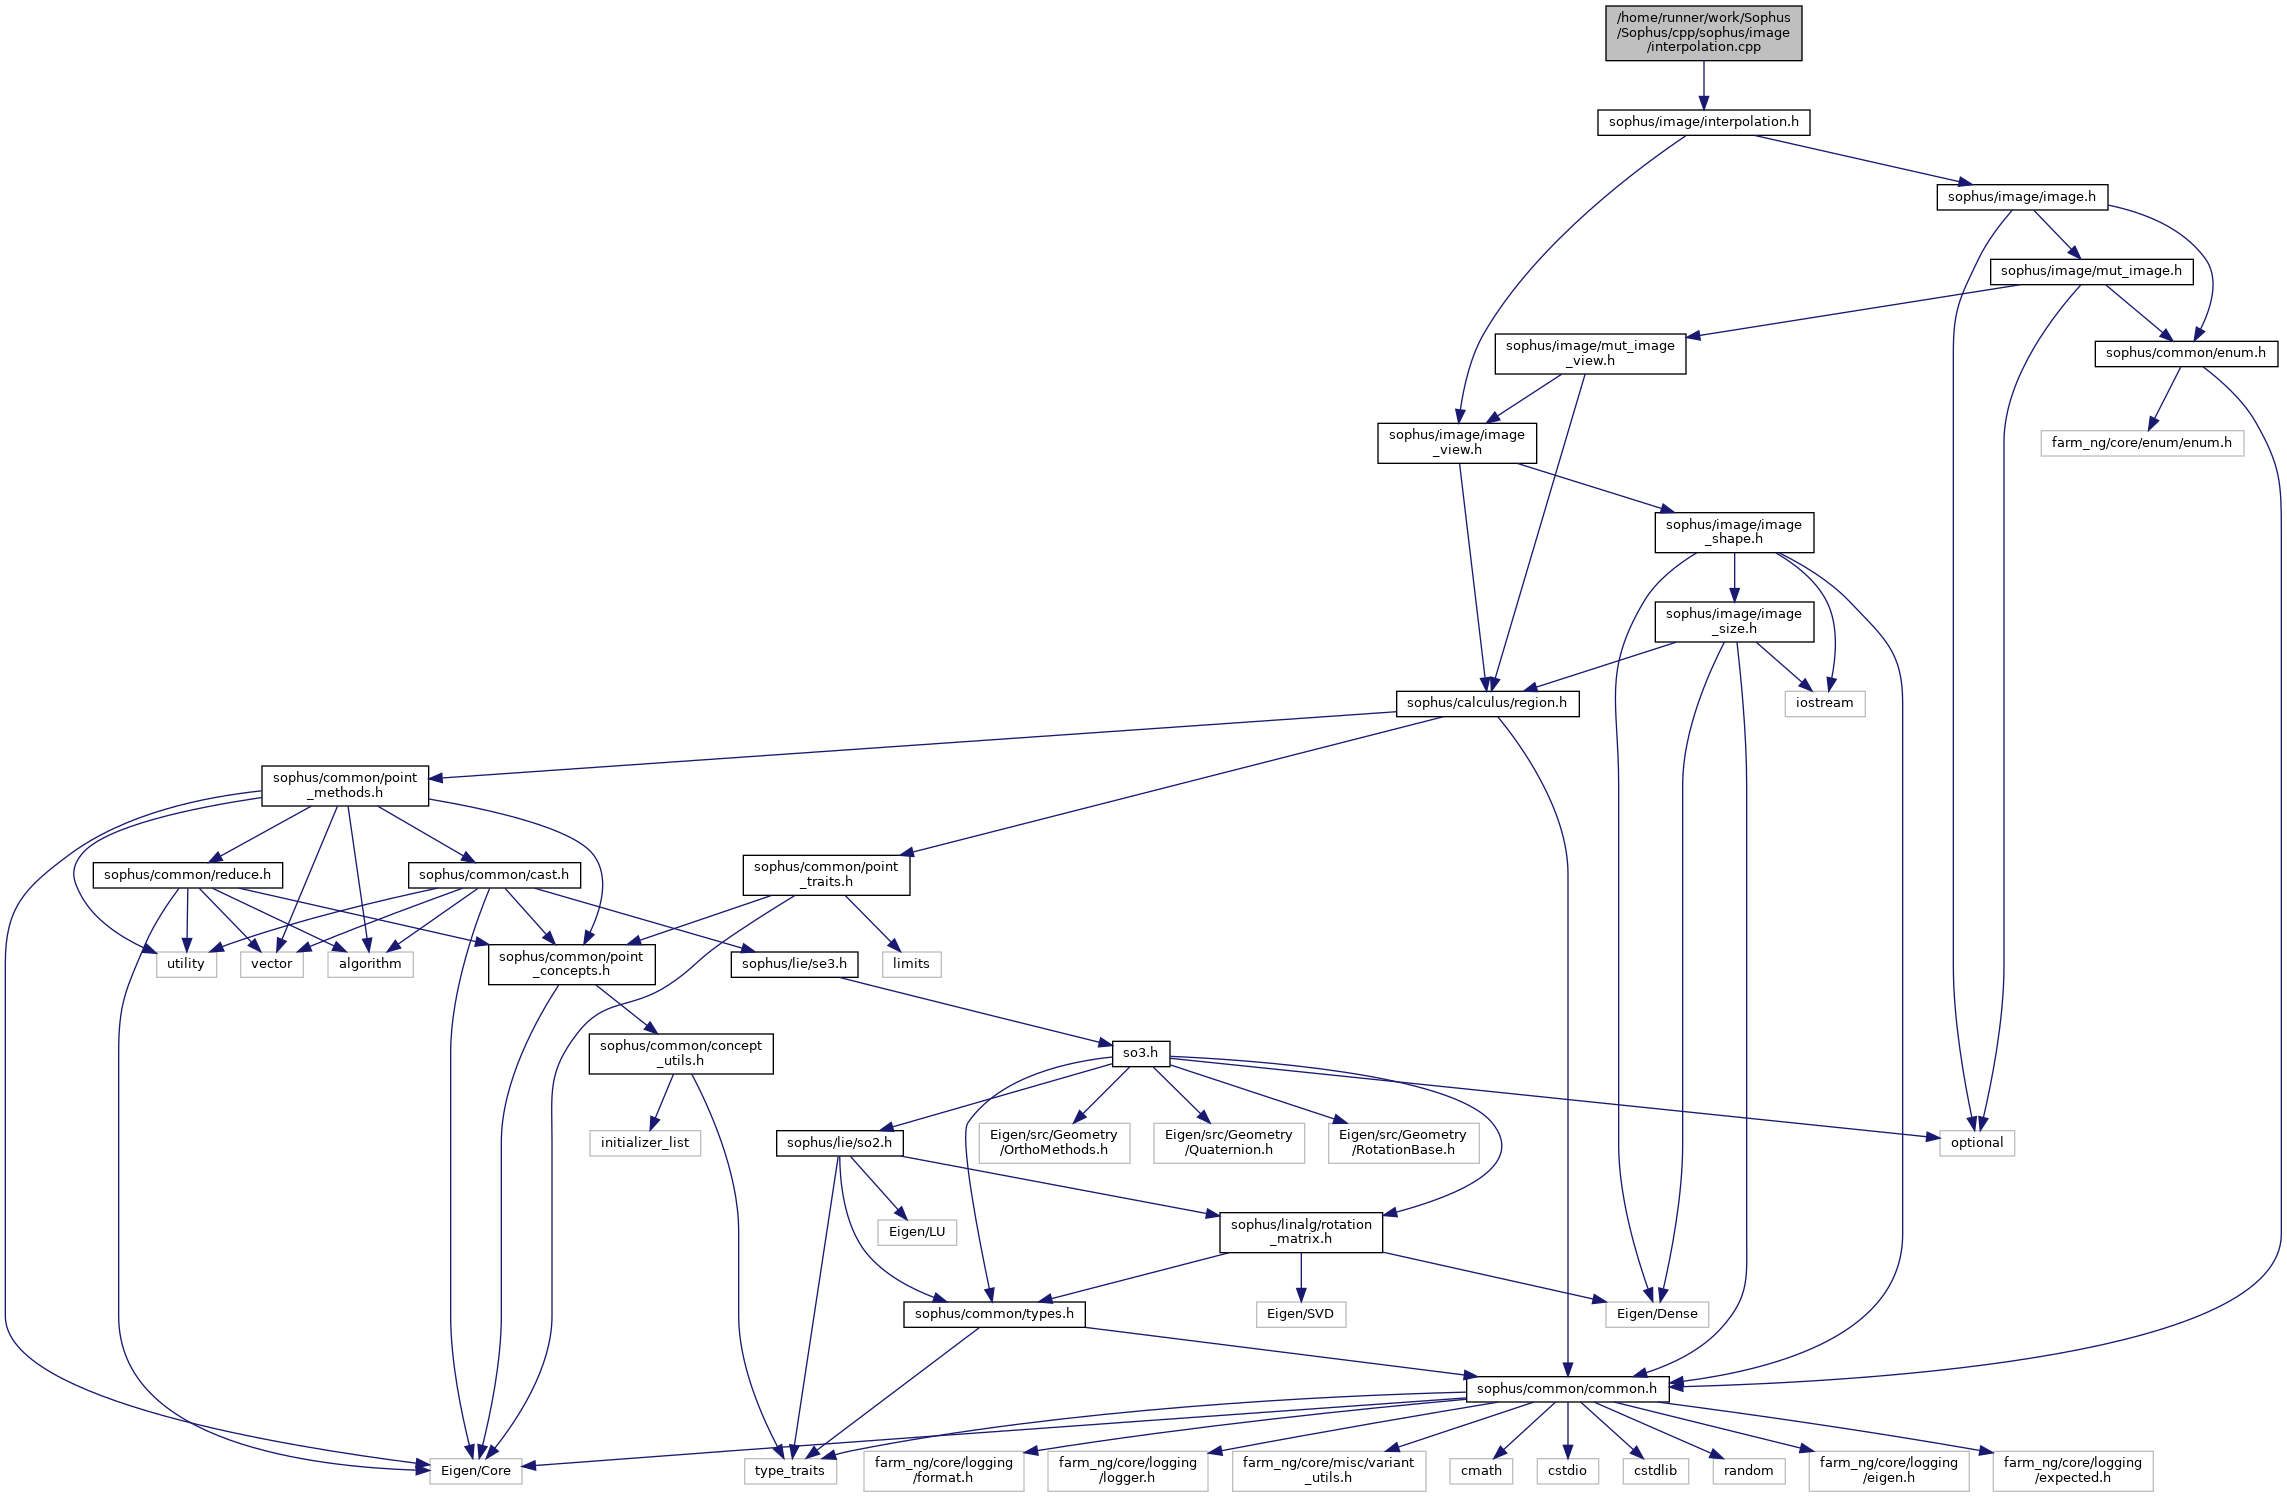 /home/runner/work/Sophus
/Sophus/cpp/sophus/image
/interpolation.cpp
sophus/image/interpolation.h
sophus/image/image.h
sophus/image/mut_image.h
sophus/image/mut_image
_view.h
sophus/common/enum.h
sophus/image/image
_view.h
farm_ng/core/enum/enum.h
sophus/image/image
_shape.h
sophus/image/image
_size.h
sophus/calculus/region.h
iostream
sophus/common/point
_methods.h
sophus/common/reduce.h
sophus/common/cast.h
sophus/common/point
_traits.h
utility
vector
algorithm
sophus/common/point
_concepts.h
sophus/lie/se3.h
limits
sophus/common/concept
_utils.h
so3.h
initializer_list
sophus/lie/so2.h
Eigen/src/Geometry
/OrthoMethods.h
Eigen/src/Geometry
/Quaternion.h
Eigen/src/Geometry
/RotationBase.h
optional
Eigen/LU
sophus/linalg/rotation
_matrix.h
sophus/common/types.h
Eigen/SVD
Eigen/Dense
sophus/common/common.h
Eigen/Core
type_traits
farm_ng/core/logging
/format.h
farm_ng/core/logging
/logger.h
farm_ng/core/misc/variant
_utils.h
cmath
cstdio
cstdlib
random
farm_ng/core/logging
/eigen.h
farm_ng/core/logging
/expected.h